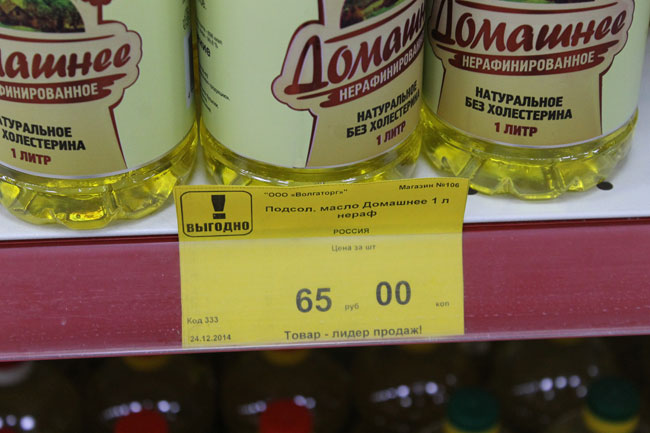 Домашнее
НЕРАФИНИРОВАННОЕ
НАТУРАЛЬНОЕ
БЕЗ ХОЛЕСТЕРИНА
1 ЛИТР
Домашнее
НЕРАФИНИРОВАННОЕ
НАТУРАЛЬНОЕ
БЕЗ ХОЛЕСТЕРИНА
1 ЛИТР
ВЫГОДНО
"ООО «Волгаторг»
Магазин №106
Подсол. масло Домашнее 1 л
нераф
РОССИЯ
Цена за шт
65 руб 00 коп
Код 333
24.12.2014
Товар - лидер продаж!